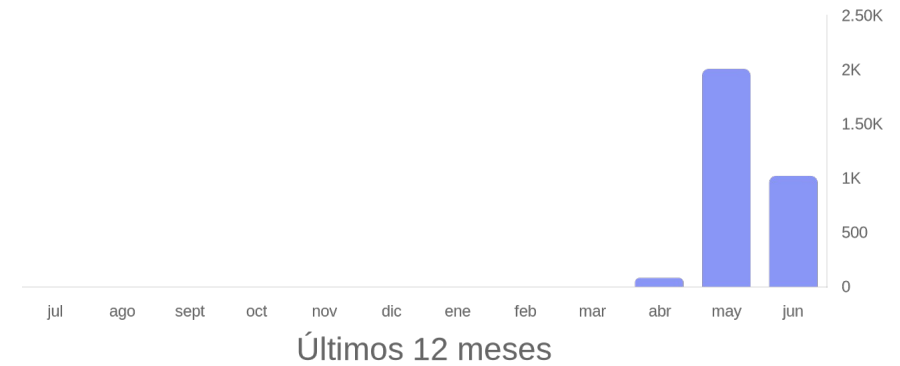 2.50K
2K
1.50K
1K
500
0
jul ago sept oct nov dic ene feb mar abr may jun
Últimos 12 meses